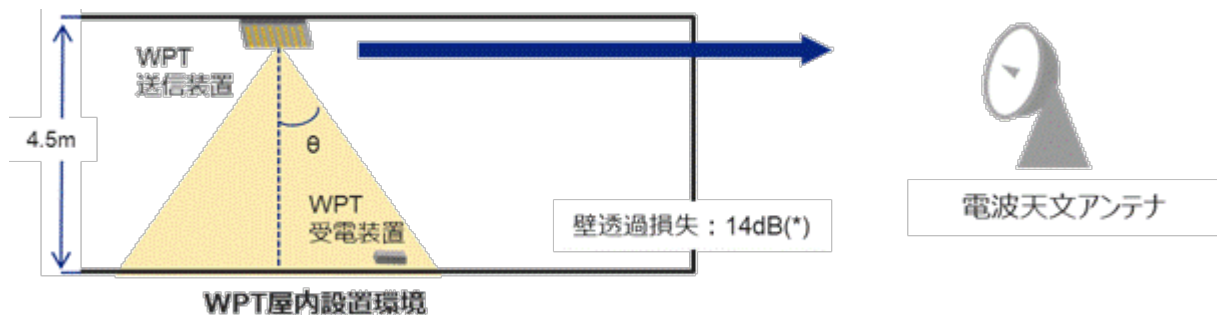 WPT
送信装置
4.5m
θ
WPT
受電装置
壁透過損失：14dB(*)
電波天文アンテナ
WPT屋内設置環境